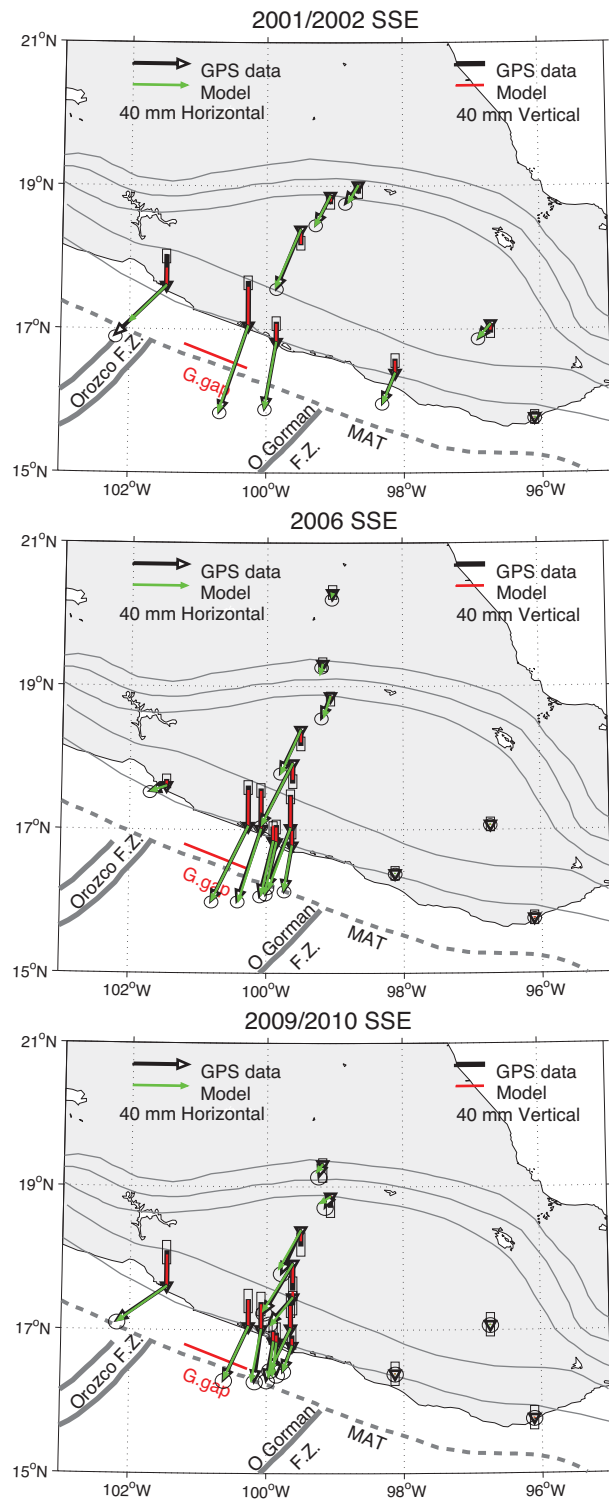 2001/2002 SSE
21°N
GPS data GPS data
Model Model
40 mm Horizontal 40 mm Vertical
19°N
17°N
Orozco F.Z.
G.gap
O Gorman
F.Z.
MAT
15°N
102°W 100°W 98°W 96°W
2006 SSE
21°N
GPS data GPS data
Model Model
40 mm Horizontal 40 mm Vertical
19°N
17°N
Orozco F.Z.
G.gap
O Gorman
F.Z.
MAT
15°N
102°W 100°W 98°W 96°W
2009/2010 SSE
21°N
GPS data GPS data
Model Model
40 mm Horizontal 40 mm Vertical
19°N
17°N
Orozco F.Z.
G.gap
O Gorman
F.Z.
MAT
15°N
102°W 100°W 98°W 96°W